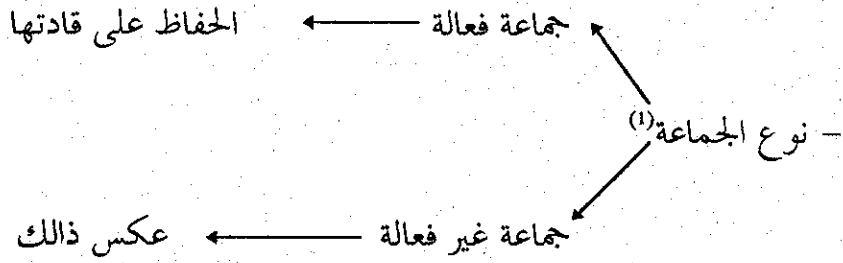 جماعة فعالة ← الحفاظ على قادتها
– نوع الجماعة(1)
جماعة غير فعالة ← عكس ذالك